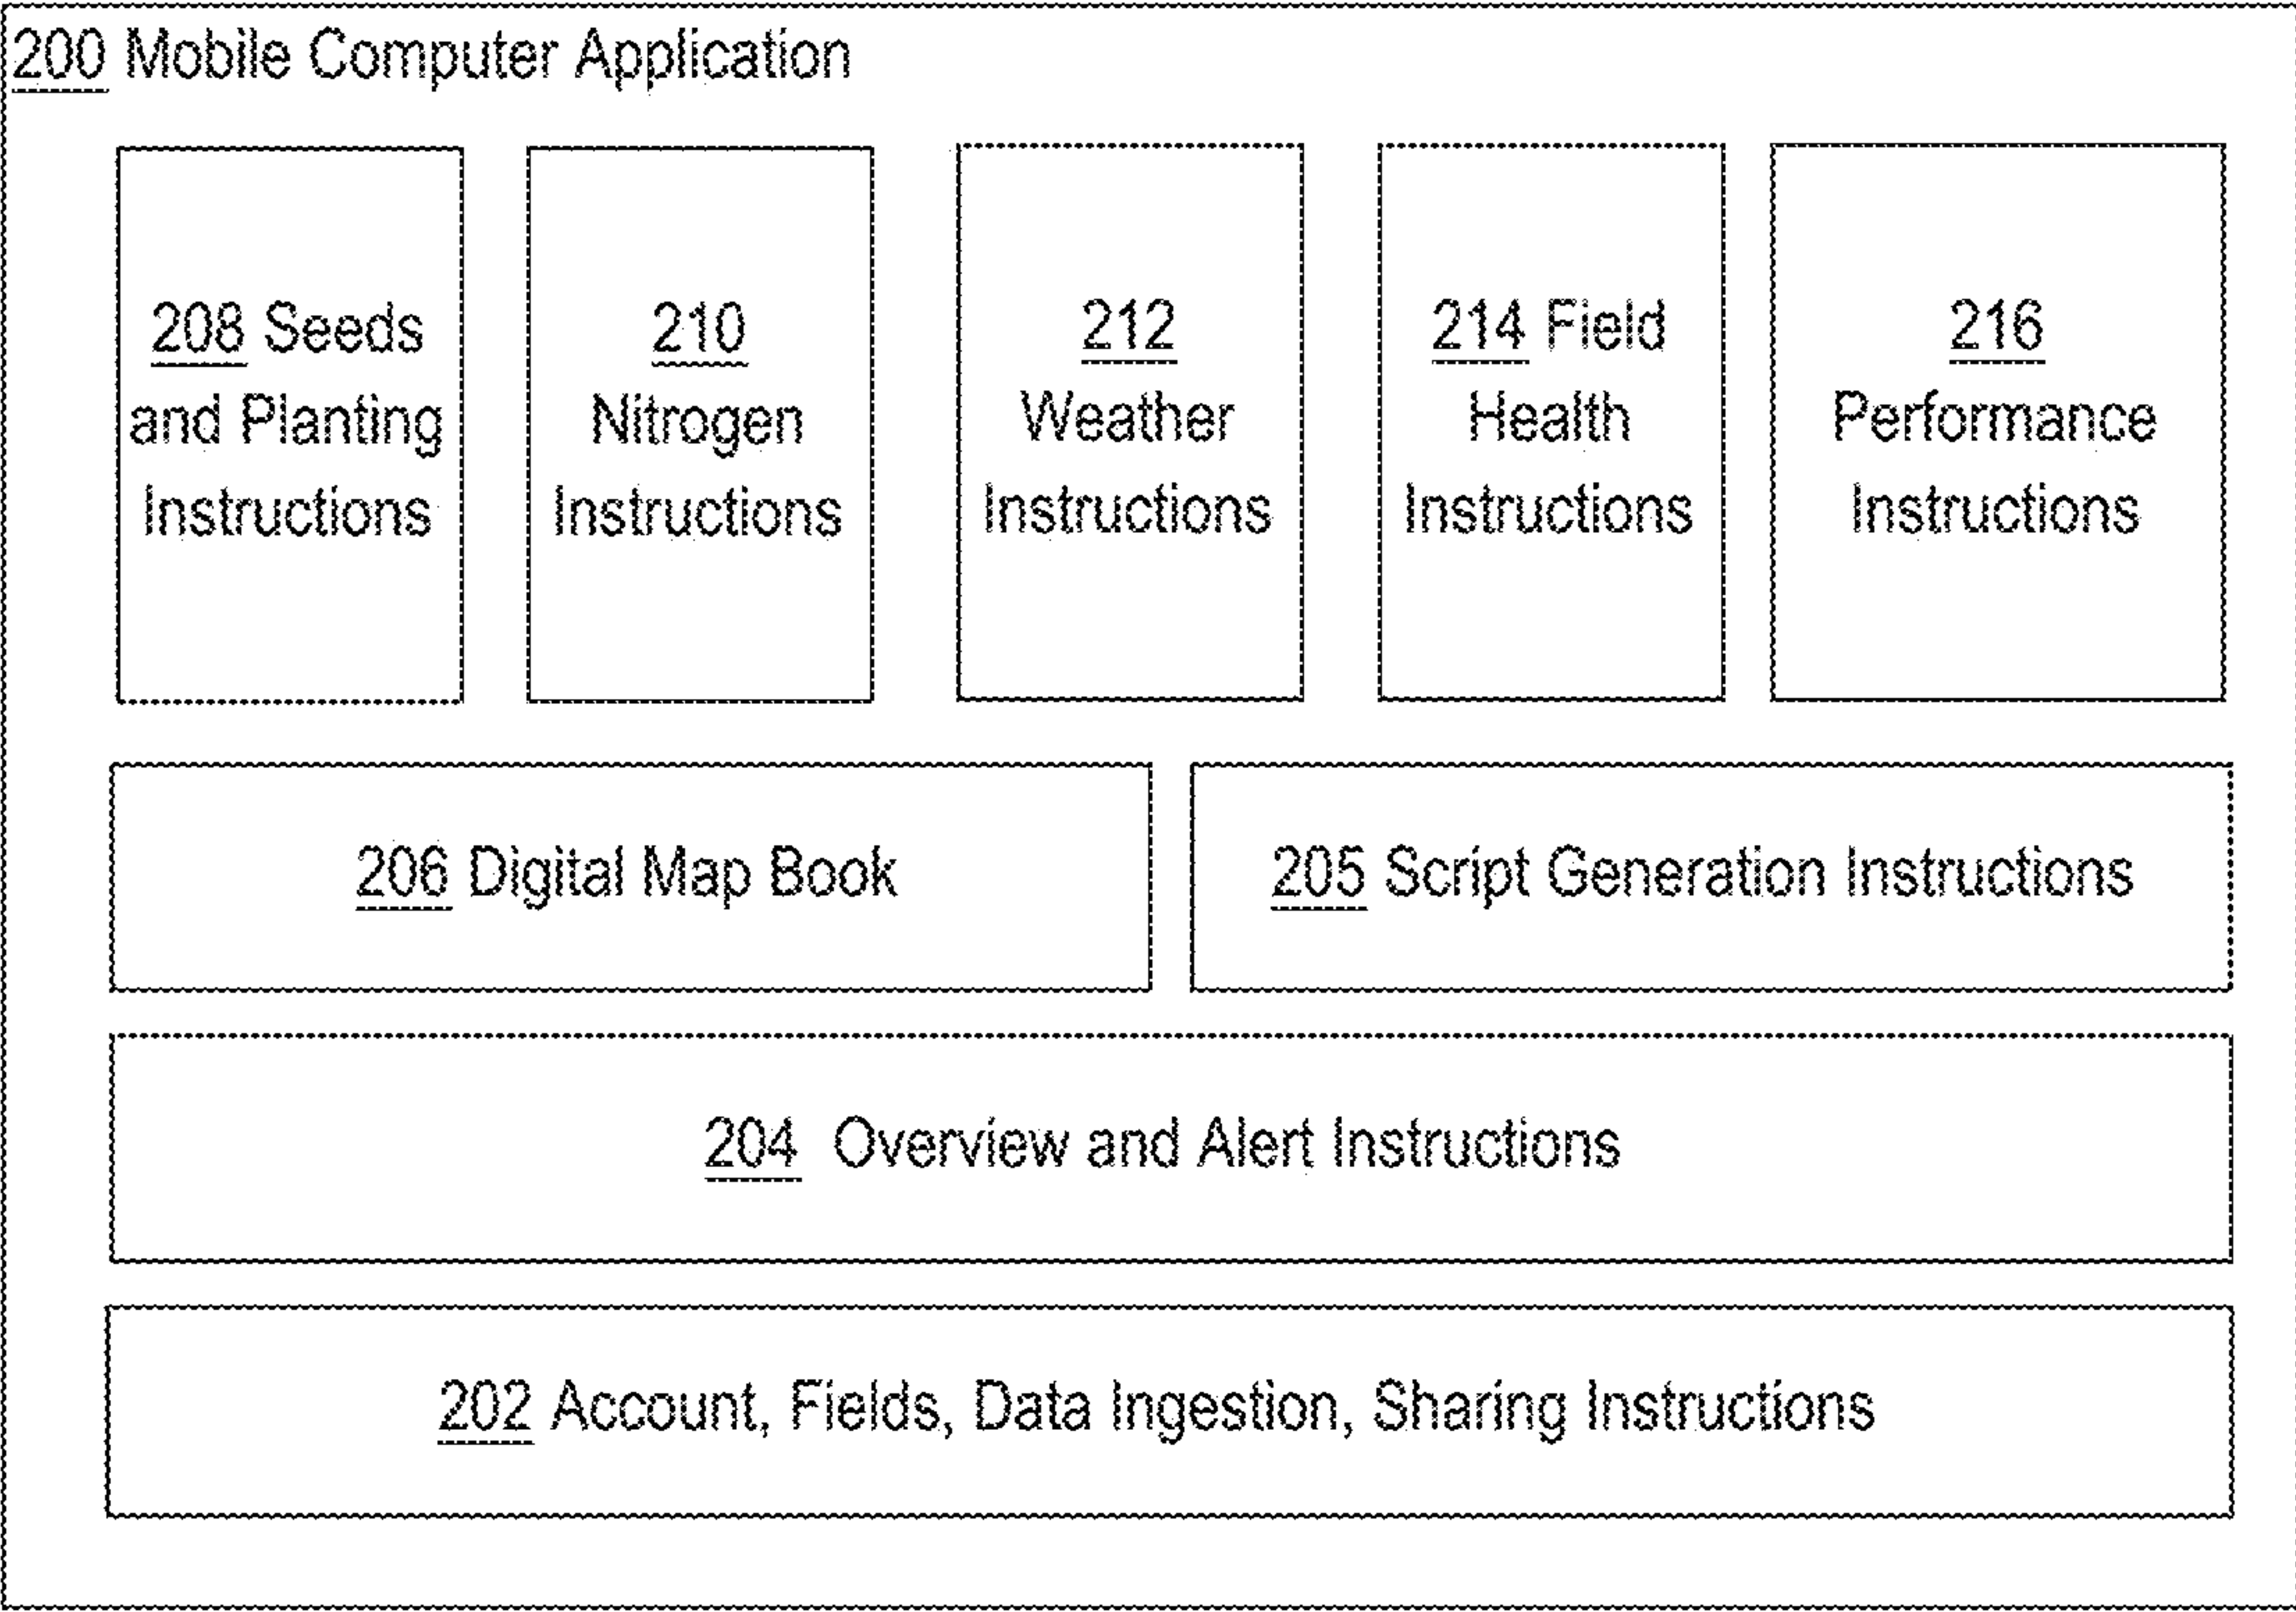 200 Mobile Computer Application
208 Seeds
and Planting
Instructions
210
Nitrogen
Instructions
212
Weather
Instructions
214 Field
Health
Instructions
216
Performance
Instructions
206 Digital Map Book
205 Script Generation Instructions
204 Overview and Alert Instructions
202 Account, Fields, Data Ingestion, Sharing Instructions